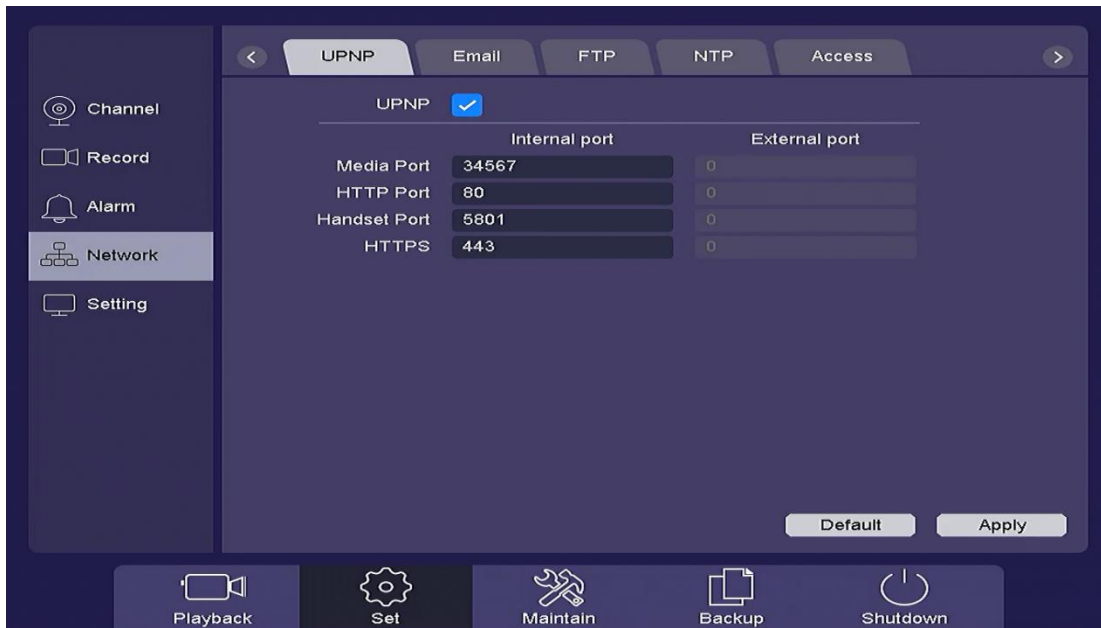 < UPNP Email FTP NTP Access >
Channel
Record
Alarm
Network
Setting
UPNP
Internal port External port
Media Port 34567 0
HTTP Port 80 0
Handset Port 5801 0
HTTPS 443 0
Default Apply
Playback Set Maintain Backup Shutdown